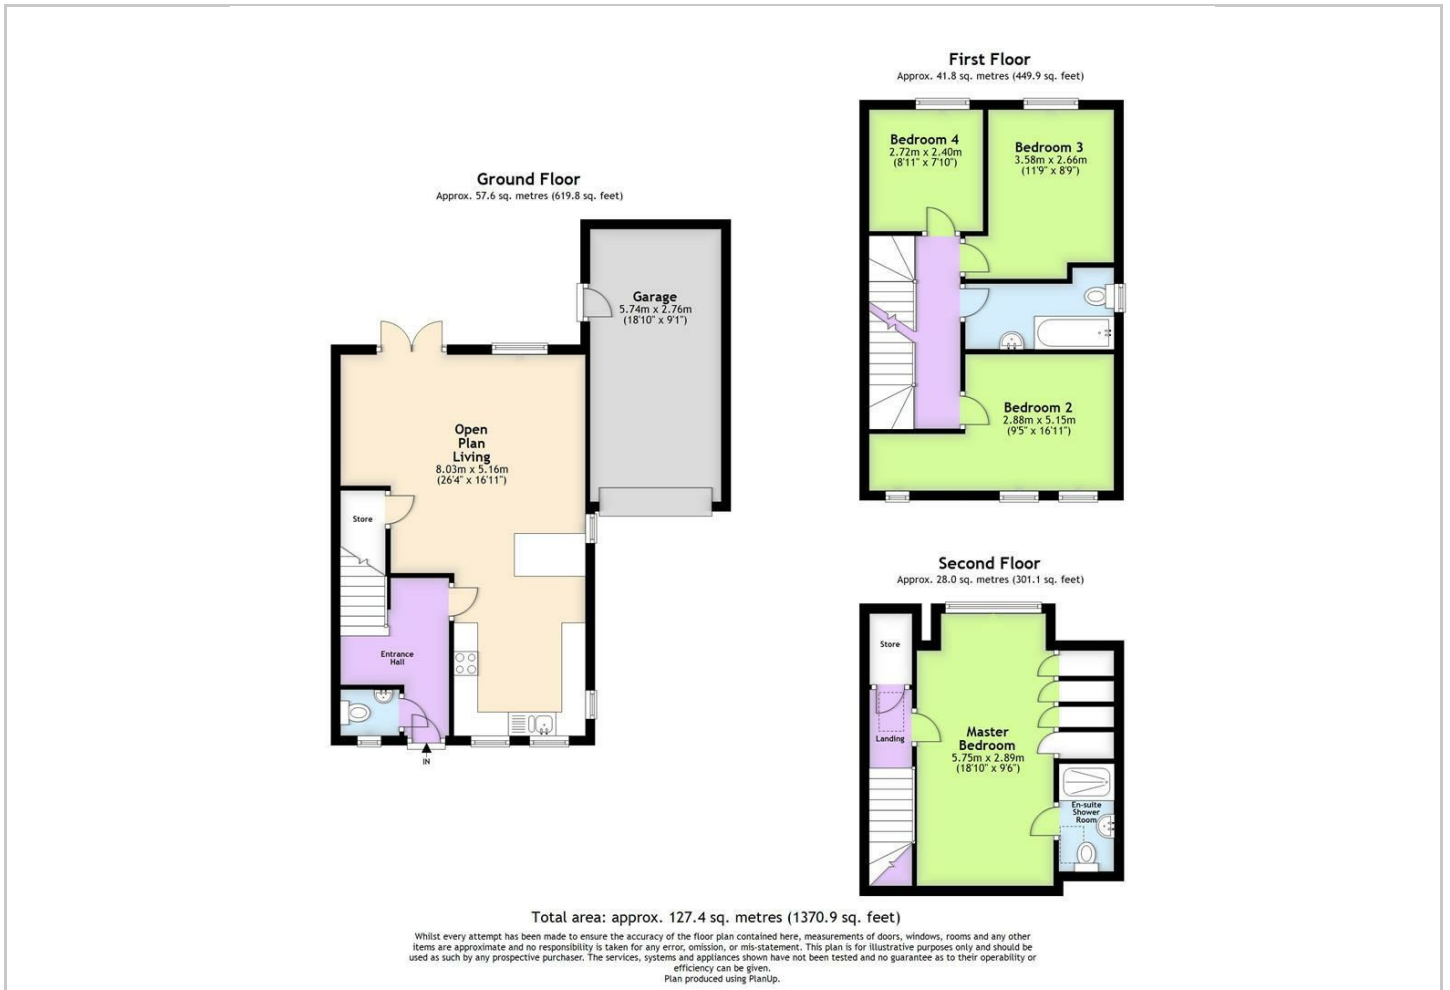 First Floor
Approx. 41.8 sq. metres (449.9 sq. feet)
Bedroom 4
2.72m x 2.40m
(8'11" x 7'10")
Bedroom 3
3.58m x 2.66m
(11'9" x 8'9")
Bedroom 2
2.88m x 5.15m
(9'5" x 16'11")
Ground Floor
Approx. 57.6 sq. metres (619.8 sq. feet)
Garage
5.74m x 2.76m
(18'10" x 9'1")
Open
Plan
Living
8.03m x 5.16m
(26'4" x 16'11")
Store
Entrance
Hall
IN
Second Floor
Approx. 28.0 sq. metres (301.1 sq. feet)
Store
Landing
Master
Bedroom
5.75m x 2.89m
(18'10" x 9'6")
En-suite
Shower
Room
Total area: approx. 127.4 sq. metres (1370.9 sq. feet)
Whilst every attempt has been made to ensure the accuracy of the floor plan contained here, measurements of doors, windows, rooms and any other
items are approximate and no responsibility is taken for any error, omission, or mis-statement. This plan is for illustrative purposes only and should be
used as such by any prospective purchaser. The services, systems and appliances shown have not been tested and no guarantee as to their operability or
efficiency can be given.
Plan produced using PlanUp.